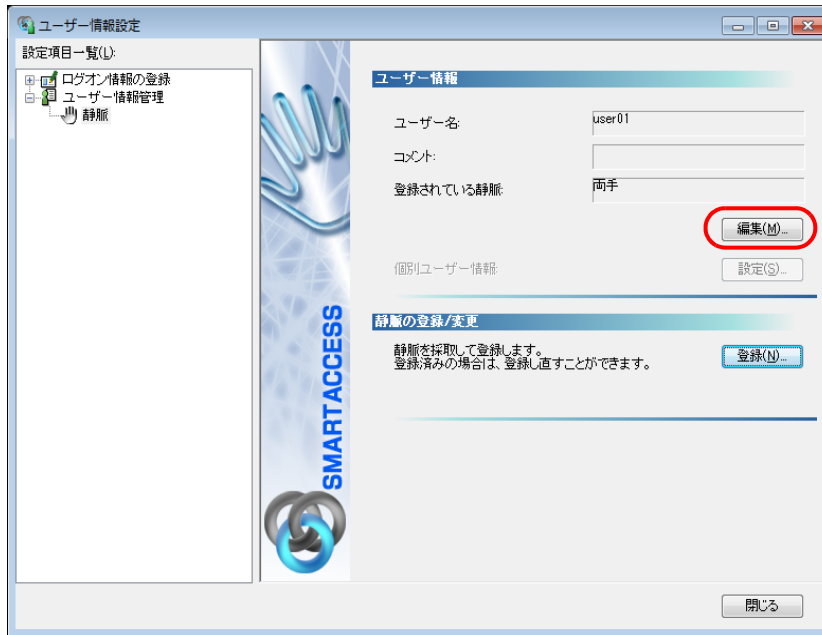 ユーザー情報設定
設定項目一覧(L):
ログオン情報の登録
ユーザー情報管理
静脈
SMARTACCESS
ユーザー情報
ユーザー名:
user01
コメント:
登録されている静脈:
両手
編集(M)...
個別ユーザー情報:
設定(S)...
静脈の登録/変更
静脈を採取して登録します。
登録済みの場合は、登録し直すことができます。
登録(N)...
閉じる